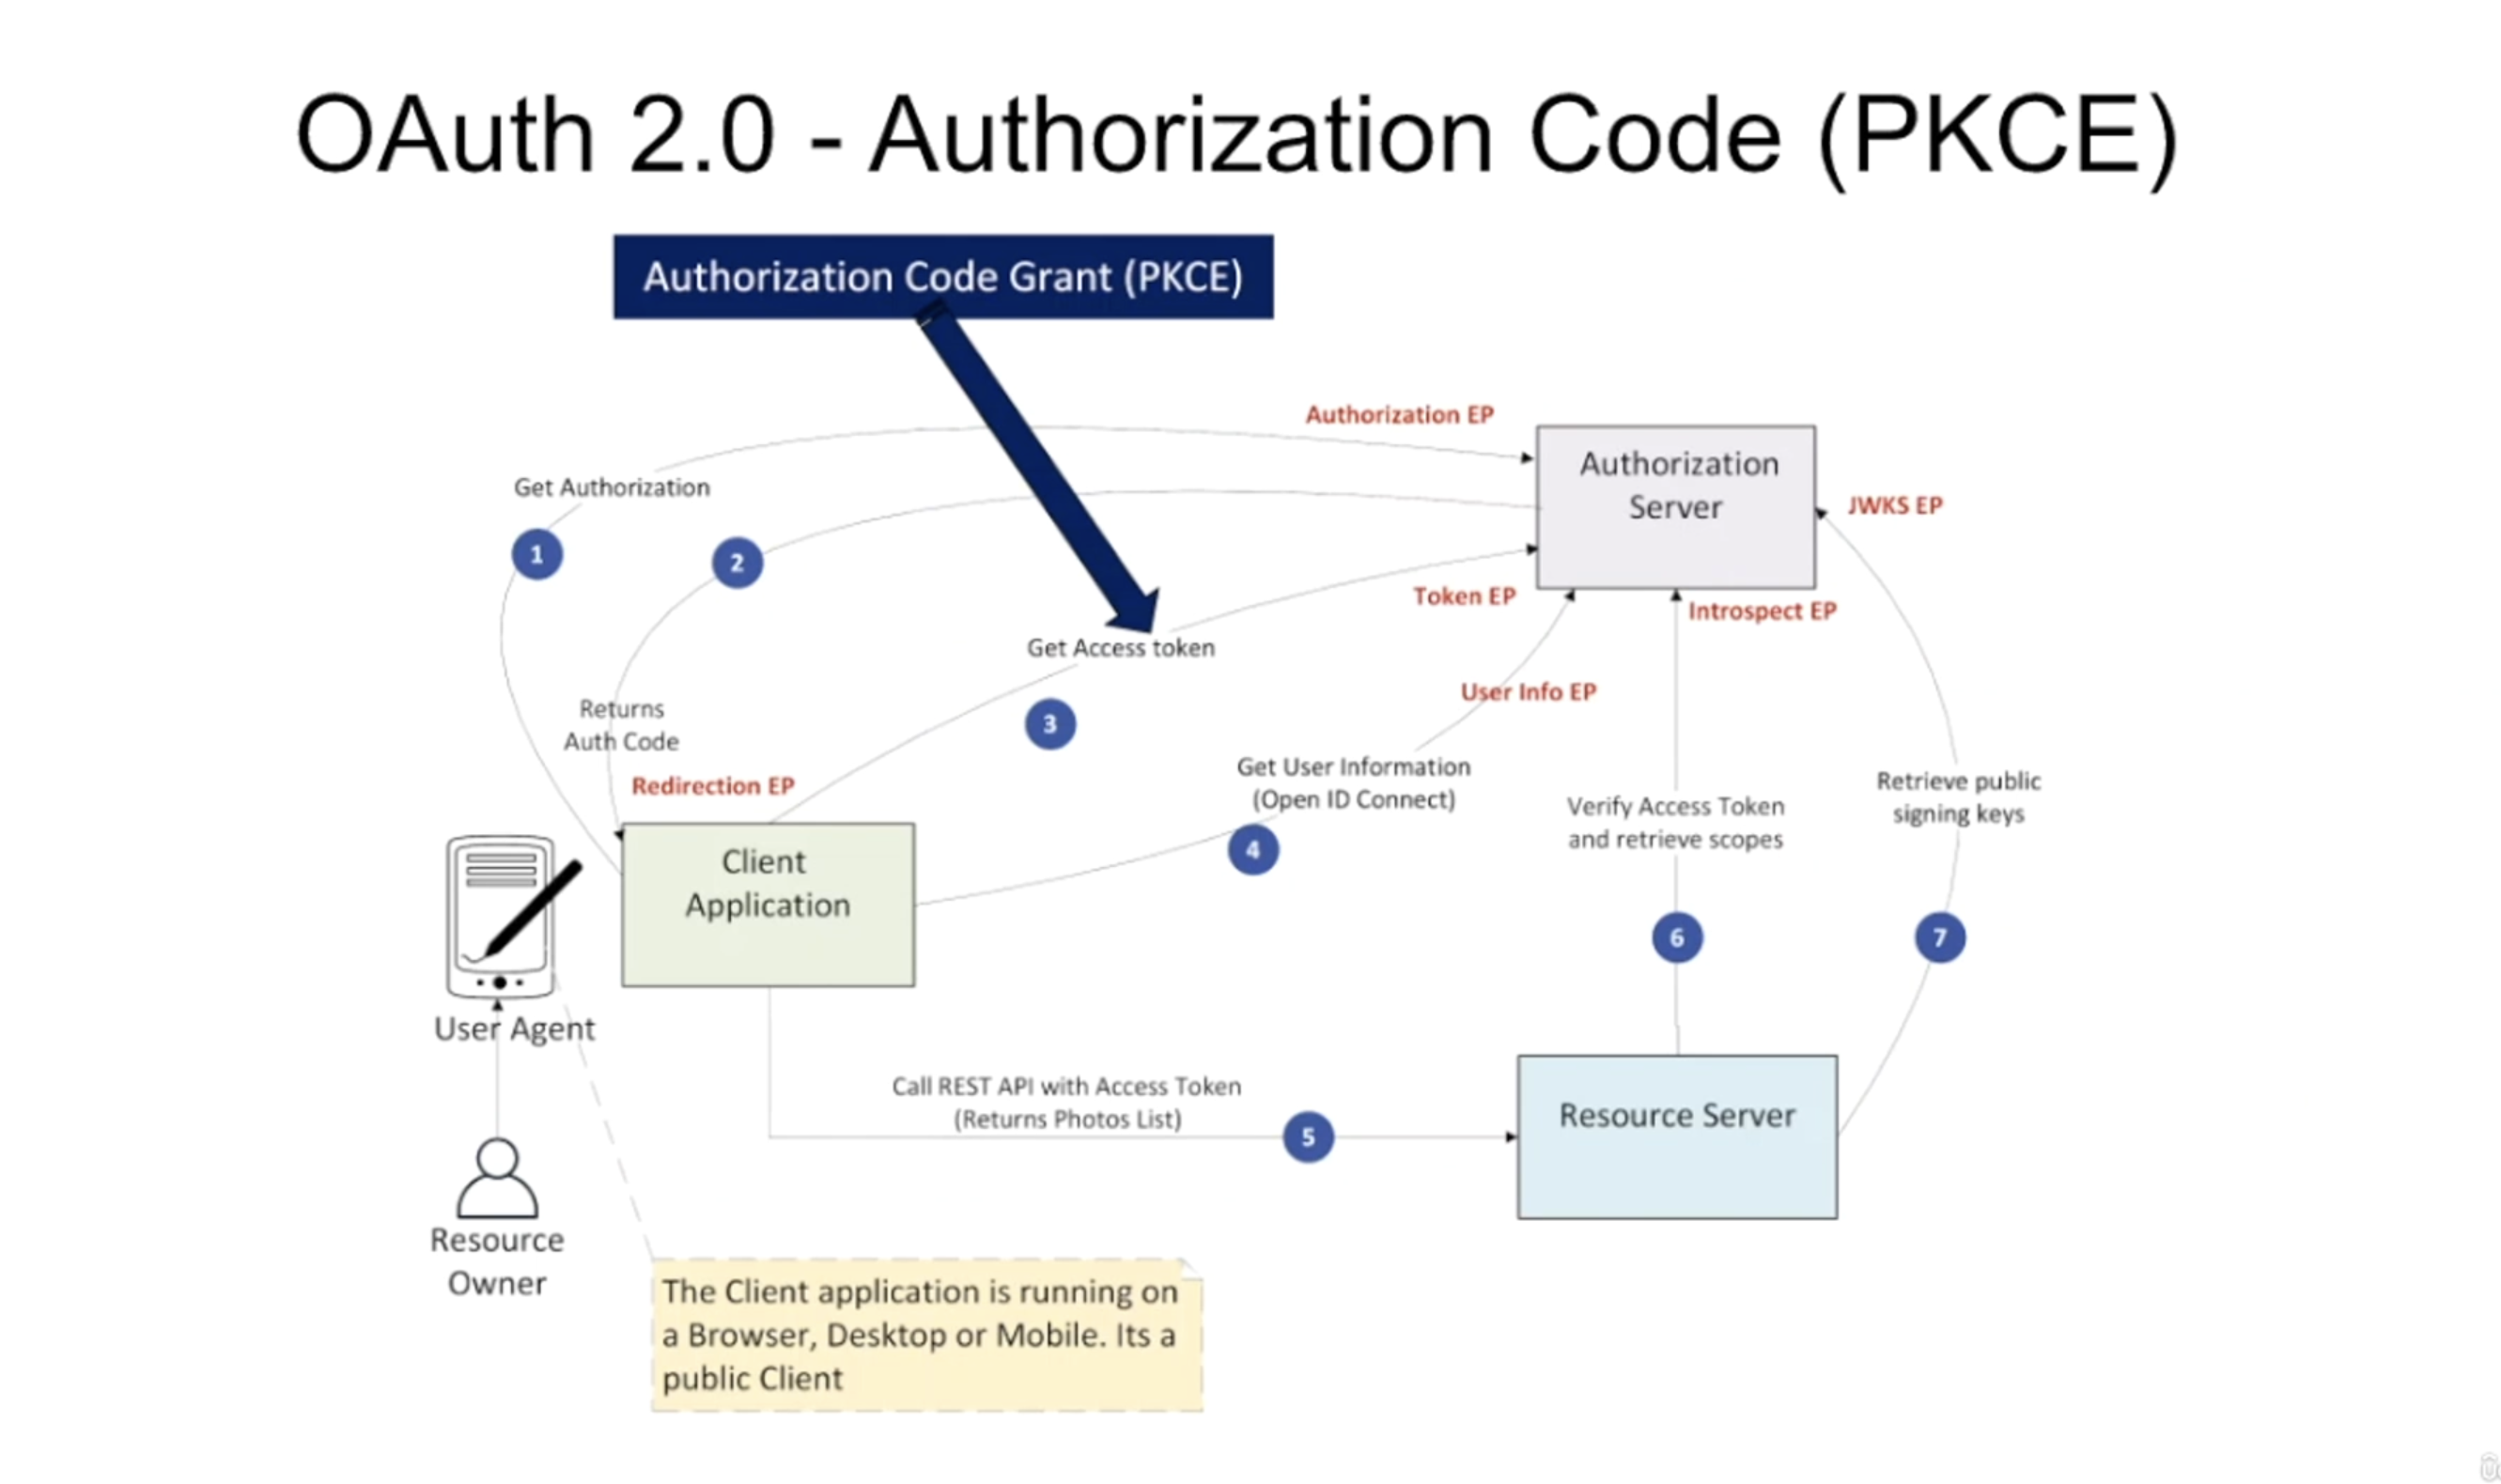 OAuth 2.0 - Authorization Code (PKCE)
Authorization Code Grant (PKCE)
Authorization EP
Authorization
Server
JWKS EP
Get Authorization
1
2
Token EP
Introspect EP
Get Access token
User Info EP
3
Returns
Auth Code
Redirection EP
Get User Information
(Open ID Connect)
4
Verify Access Token
and retrieve scopes
Retrieve public
signing keys
Client
Application
6
7
User Agent
Call REST API with Access Token
(Returns Photos List)
5
Resource Server
Resource
Owner
The Client application is running on
a Browser, Desktop or Mobile. Its a
public Client